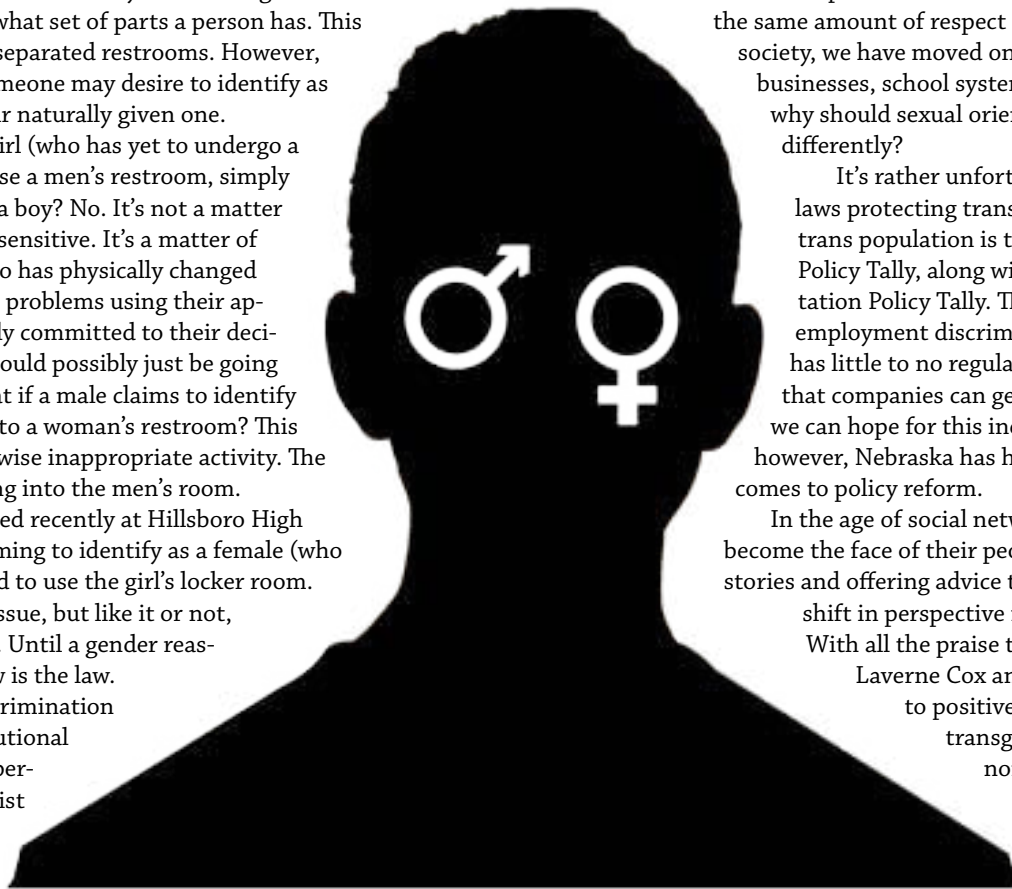 what set of parts a person has. This
separated restrooms. However,
meone may desire to identify as
r naturally given one.
irl (who has yet to undergo a
se a men's restroom, simply
a boy? No. It's not a matter
sensitive. It's a matter of
o has physically changed
problems using their ap-
ly committed to their deci-
ould possibly just be going
t if a male claims to identify
to a woman's restroom? This
wise inappropriate activity. The
ng into the men's room.
ed recently at Hillsboro High
ming to identify as a female (who
d to use the girl's locker room.
issue, but like it or not,
. Until a gender reas-
w is the law.
rimination
utional
per-
ist
the same amount of respect
society, we have moved on
businesses, school system
why should sexual orien
differently?
It's rather unfort
laws protecting trans
trans population is t
Policy Tally, along wi
tation Policy Tally. Th
employment discrim
has little to no regula
that companies can ge
we can hope for this ind
however, Nebraska has h
comes to policy reform.
In the age of social netw
become the face of their peo
stories and offering advice t
shift in perspective
With all the praise t
Laverne Cox an
to positive
transg
no